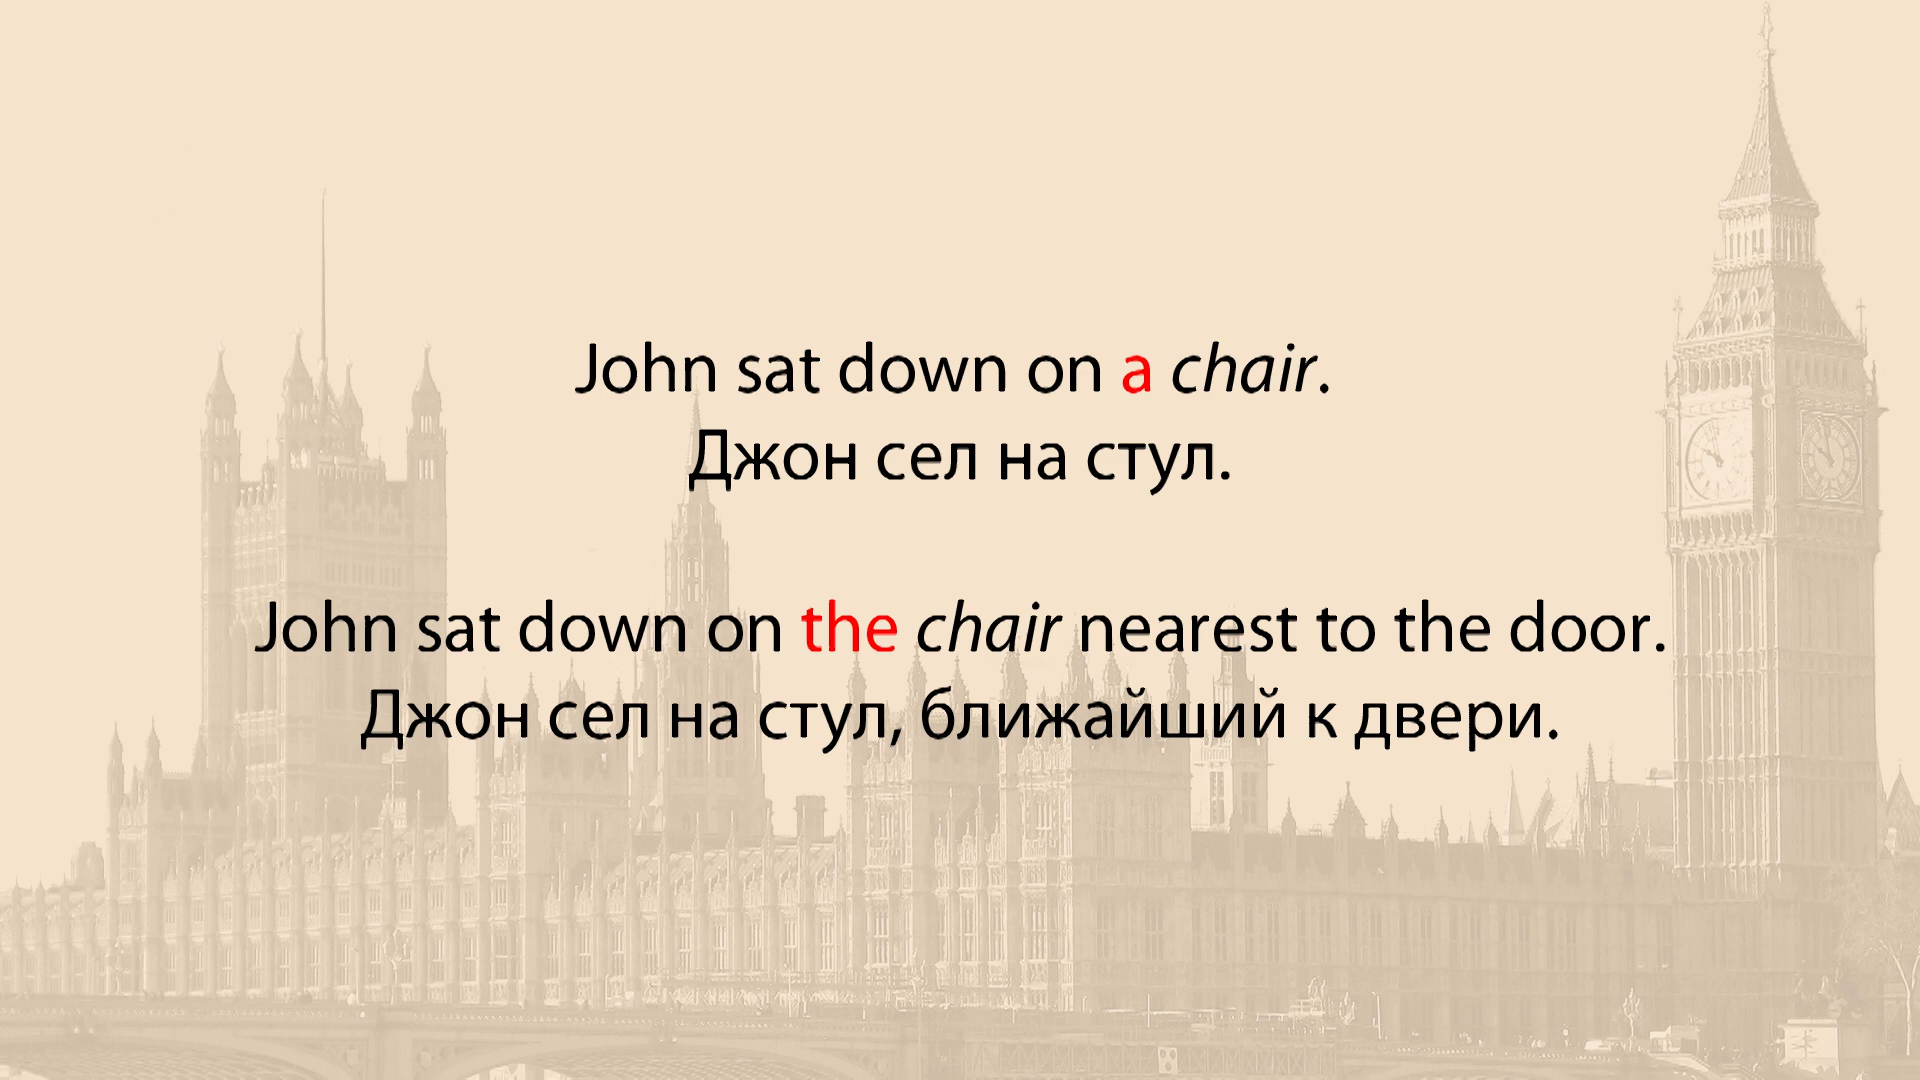 John sat down on a chair.
Джон сел на стул.
John sat down on the chair nearest to the door.
Джон сел на стул, ближайший к двери.